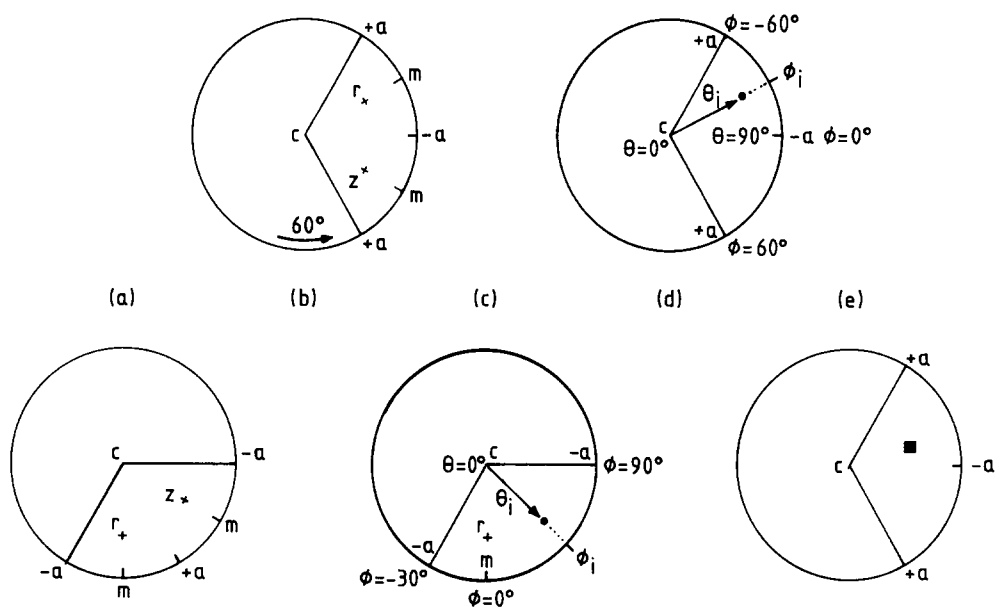 +a
m
r
-a
c
z
m
60°
+a
ϕ=-60°
+a
ϕi
θi
c
θ=0°
θ=90°
-a ϕ=0°
+a
ϕ=60°
(a) (b) (c) (d) (e)
c
-a
z
r
m
-a
+a
m
θ=0°
c
-a
ϕ=90°
θi
r
-a
m
ϕi
ϕ=-30°
ϕ=0°
+a
c
-a
+a